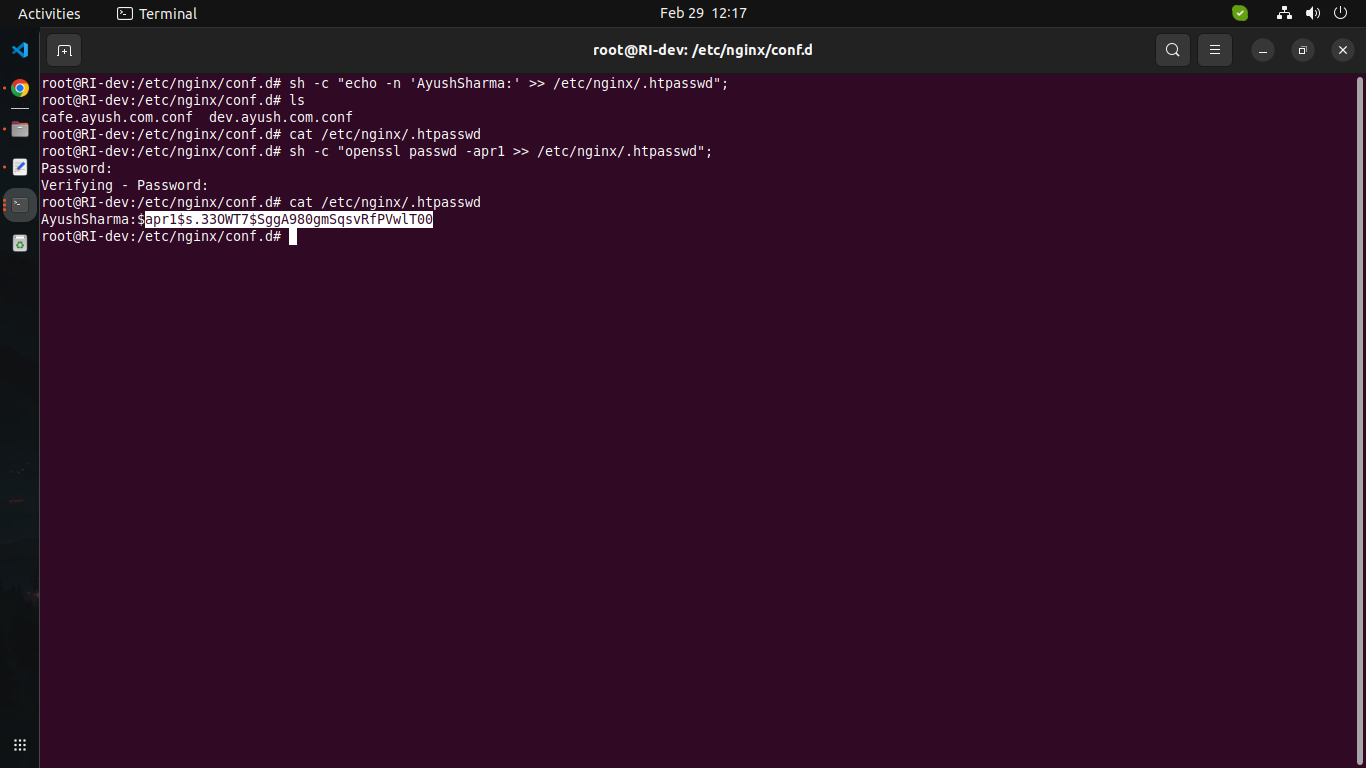 Activities
Terminal
Feb 29 12:17
root@RI-dev: /etc/nginx/conf.d
root@RI-dev:/etc/nginx/conf.d# sh -c "echo -n 'AyushSharma:' >> /etc/nginx/.htpasswd";
root@RI-dev:/etc/nginx/conf.d# ls
cafe.ayush.com.conf  dev.ayush.com.conf
root@RI-dev:/etc/nginx/conf.d# cat /etc/nginx/.htpasswd
root@RI-dev:/etc/nginx/conf.d# sh -c "openssl passwd -apr1 >> /etc/nginx/.htpasswd";
Password:
Verifying - Password:
root@RI-dev:/etc/nginx/conf.d# cat /etc/nginx/.htpasswd
AyushSharma:$apr1$s.33OWT7$SggA980gmSqsvRfPVwlT00
root@RI-dev:/etc/nginx/conf.d#